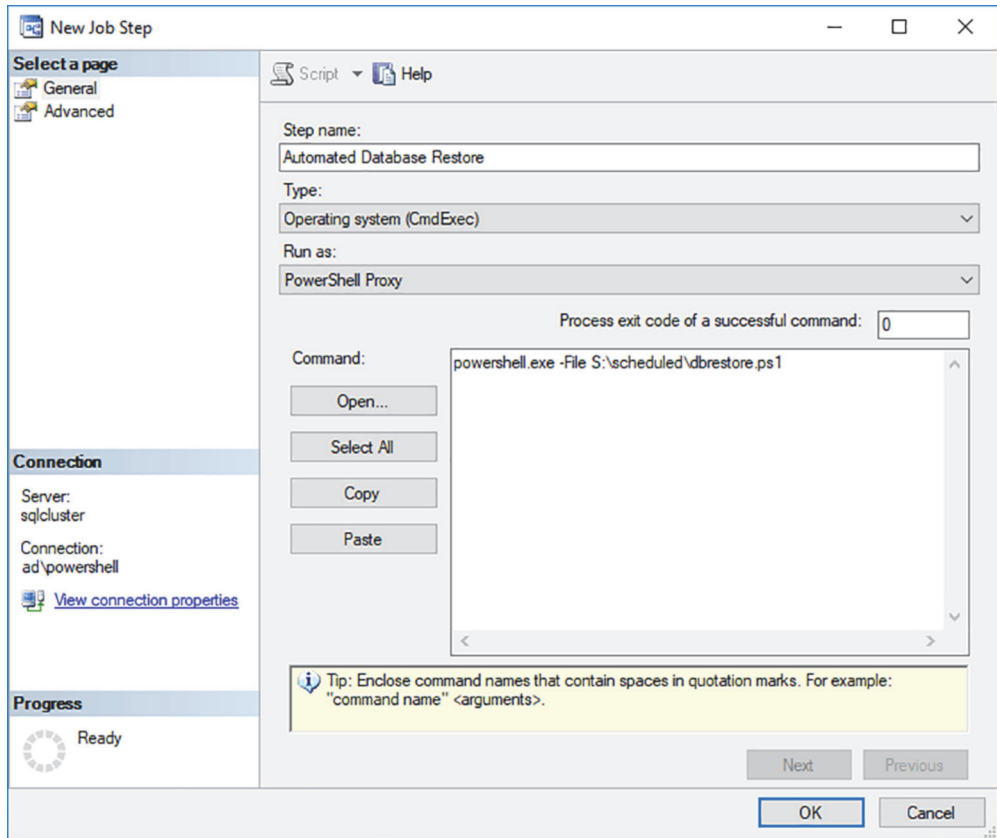 New Job Step
Select a page
General
Advanced
Script
Help
Step name:
Automated Database Restore
Type:
Operating system (CmdExec)
Run as:
PowerShell Proxy
Process exit code of a successful command:
0
Command:
powershell.exe -File S:\scheduled\dbrestore.ps1
Open...
Select All
Copy
Paste
Connection
Server:
sqlcluster
Connection:
ad\powershell
View connection properties
Tip: Enclose command names that contain spaces in quotation marks. For example:
"command name" <arguments>.
Progress
Ready
Next
Previous
OK
Cancel